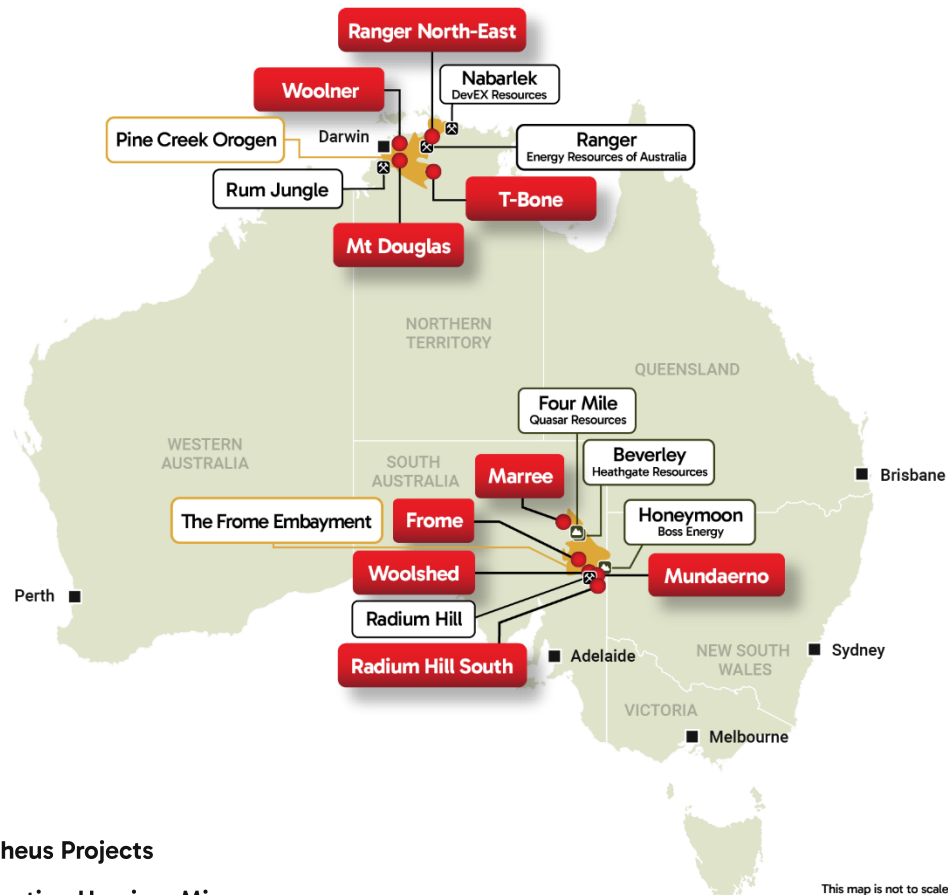 Ranger North-East
Nabarlek
DevEX Resources
Woolner
Pine Creek Orogen
Darwin
Ranger
Energy Resources of Australia
Rum Jungle
T-Bone
Mt Douglas
NORTHERN
TERRITORY
QUEENSLAND
Four Mile
Quasar Resources
WESTERN
AUSTRALIA
SOUTH
AUSTRALIA
Beverley
Heathgate Resources
Marree
Brisbane
The Frome Embayment
Frome
Honeymoon
Boss Energy
Woolshed
Mundaerno
Perth
Radium Hill
Radium Hill South
Adelaide
NEW SOUTH
WALES
Sydney
VICTORIA
Melbourne
heus Projects
This map is not to scale